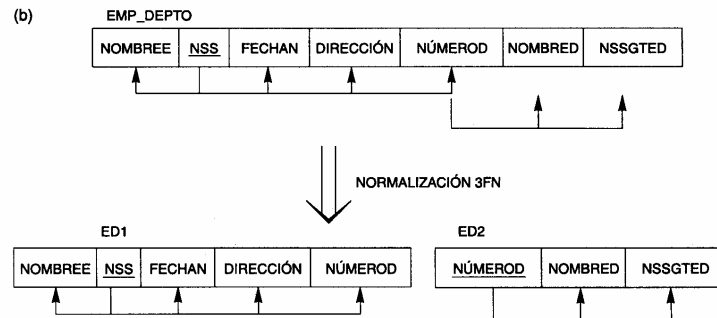 (b)
EMP_DEPTO
NOMBREE NSS FECHAN DIRECCIÓN NÚMEROD NOMBRED NSSGTED
NORMALIZACIÓN 3FN
ED1
NOMBREE NSS FECHAN DIRECCIÓN NÚMEROD
ED2
NÚMEROD NOMBRED NSSGTED